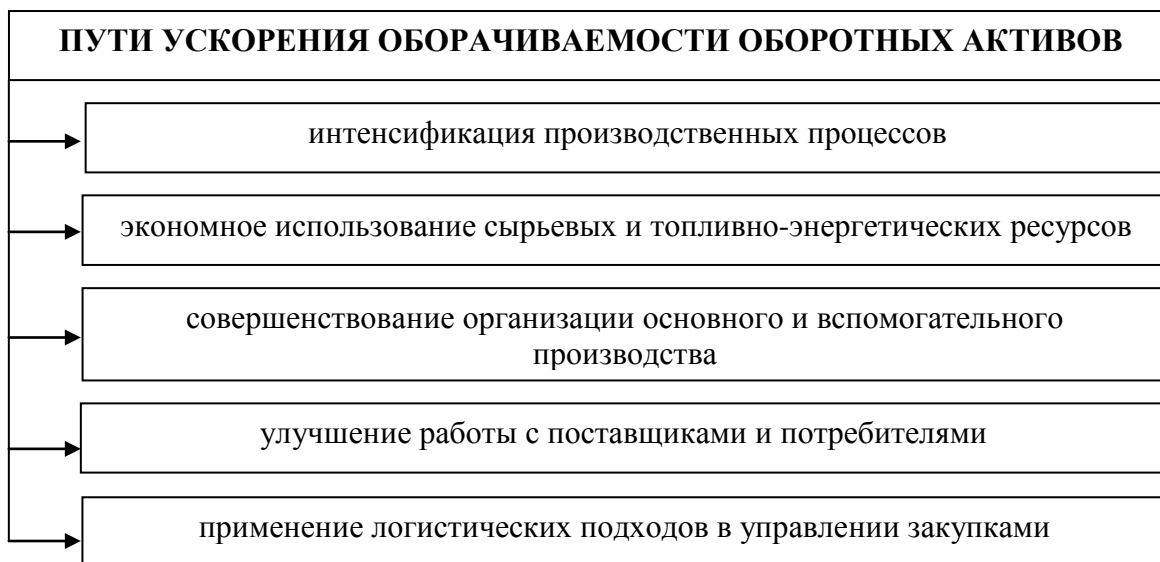 ПУТИ УСКОРЕНИЯ ОБОРАЧИВАЕМОСТИ ОБОРОТНЫХ АКТИВОВ
интенсификация производственных процессов
экономное использование сырьевых и топливно-энергетических ресурсов
совершенствование организации основного и вспомогательного
производства
улучшение работы с поставщиками и потребителями
применение логистических подходов в управлении закупками